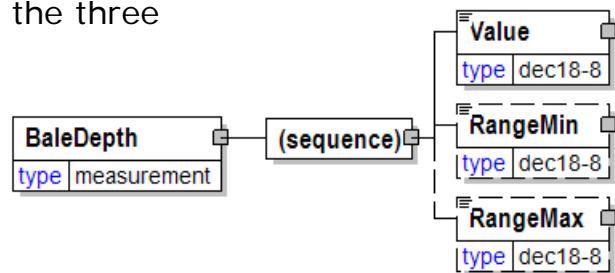 the three
Value
type dec18-8
BaleDepth
type measurement
(sequence)
RangeMin
type dec18-8
RangeMax
type dec18-8